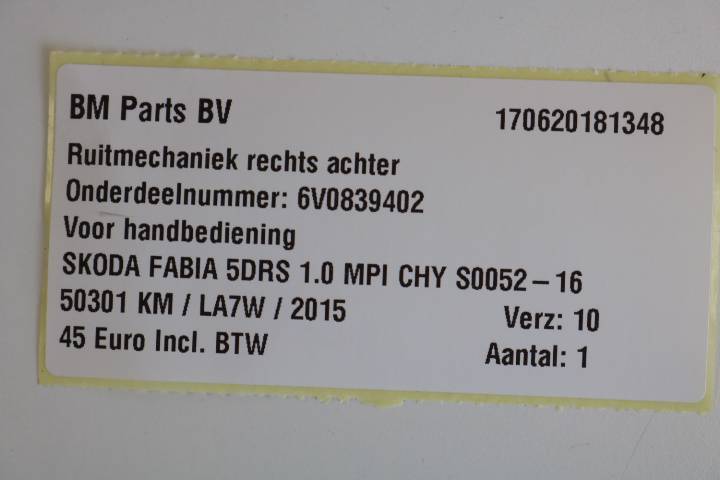 BM Parts BV 170620181348
Ruitmechaniek rechts achter
Onderdeelnummer: 6V0839402
Voor handbediening
SKODA FABIA 5DRS 1.0 MPI CHY S0052-16
50301 KM / LA7W / 2015 Verz: 10
45 Euro Incl. BTW Aantal: 1